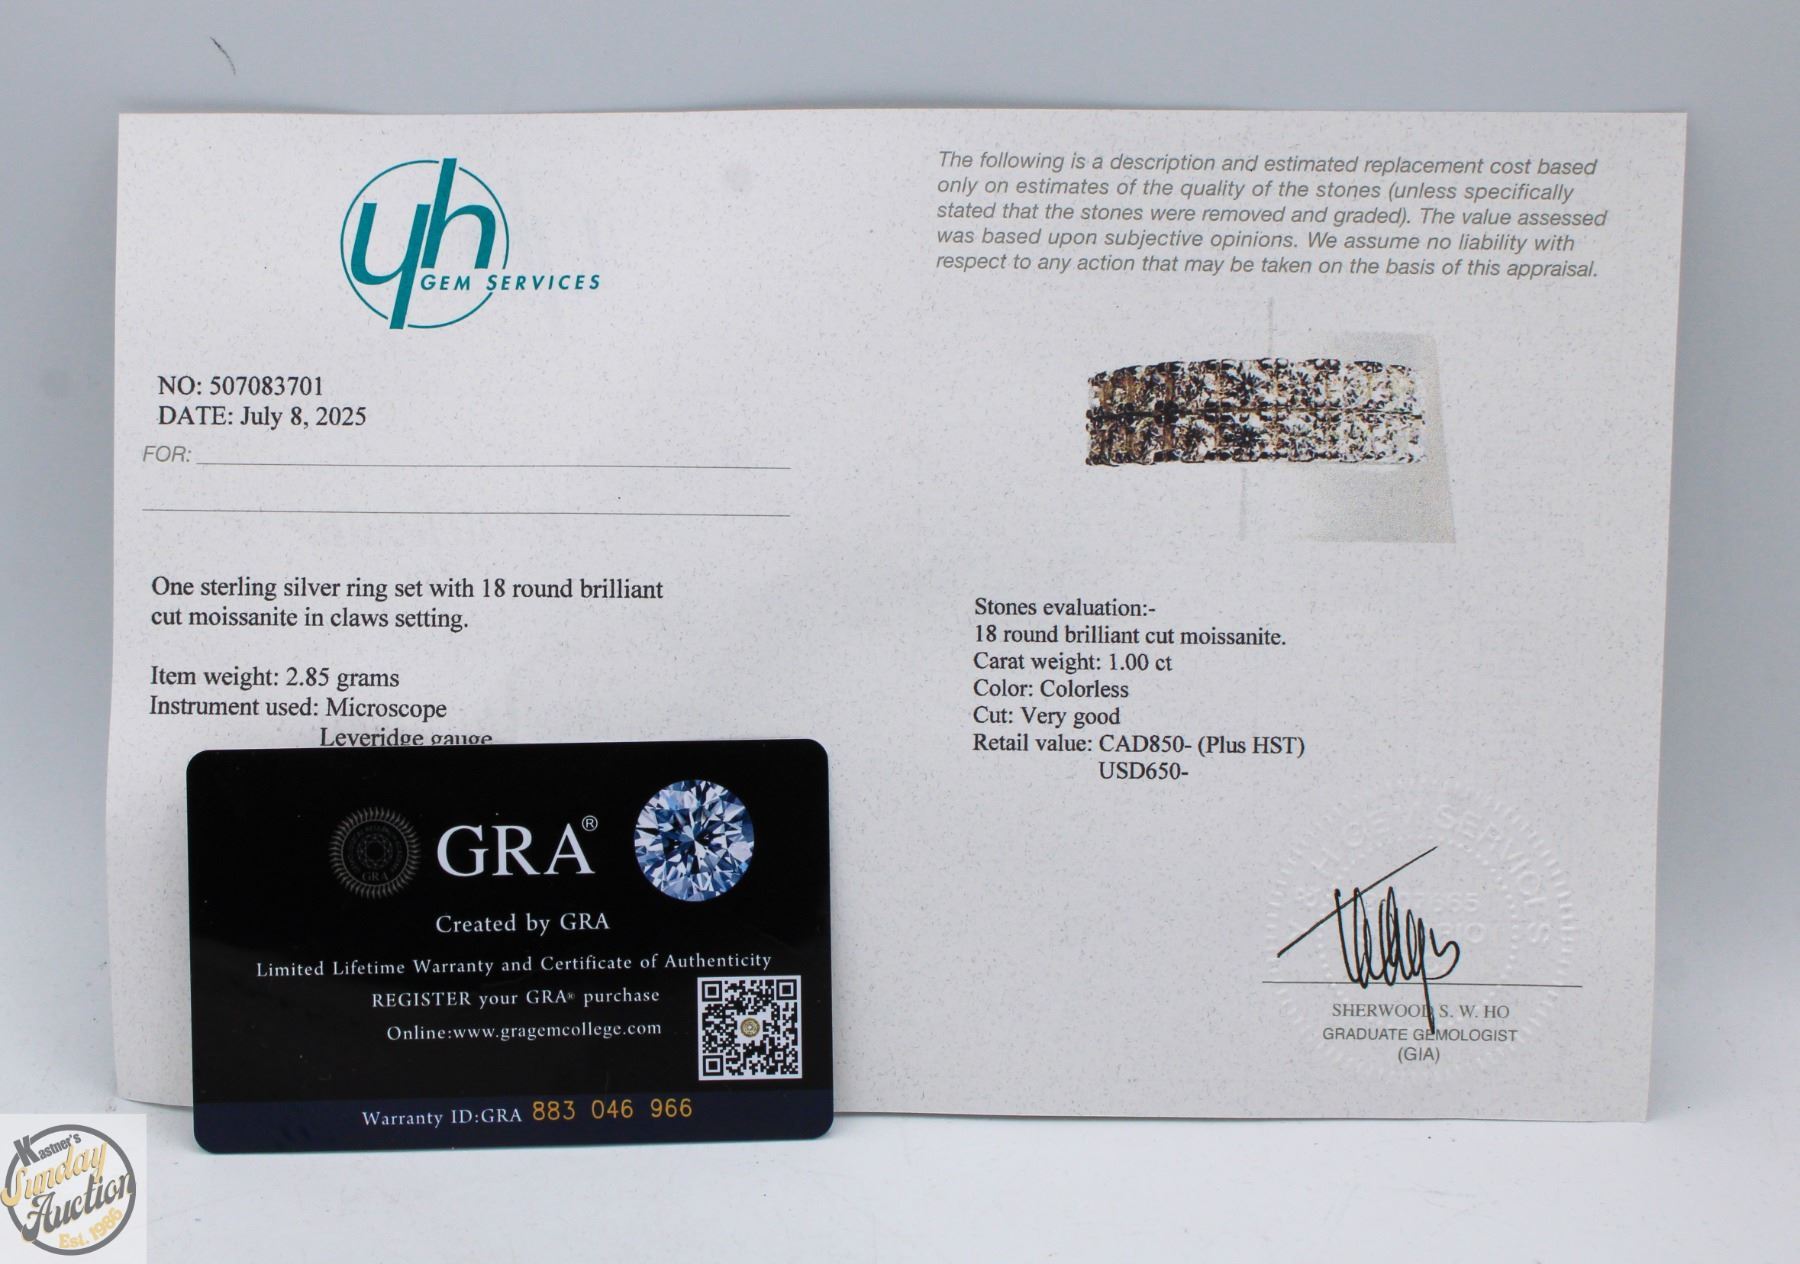 yh
GEM SERVICES
NO: 507083701
DATE: July 8, 2025
FOR:
One sterling silver ring set with 18 round brilliant
cut moissanite in claws setting.
Item weight: 2.85 grams
Instrument used: Microscope
Leveridge gauge
The following is a description and estimated replacement cost based
only on estimates of the quality of the stones (unless specifically
stated that the stones were removed and graded). The value assessed
was based upon subjective opinions. We assume no liability with
respect to any action that may be taken on the basis of this appraisal.
Stones evaluation:-
18 round brilliant cut moissanite.
Carat weight: 1.00 ct
Color: Colorless
Cut: Very good
Retail value: CAD850- (Plus HST)
USD650-
SERVICES
SHERWOOD S. W. HO
GRADUATE GEMOLOGIST
(GIA)
GRA
GRA®
Created by GRA
Limited Lifetime Warranty and Certificate of Authenticity
REGISTER your GRA® purchase
Online:www.gragemcollege.com
Warranty ID:GRA 883 046 966
Kastner's
Sunday
Auction
Est. 1986